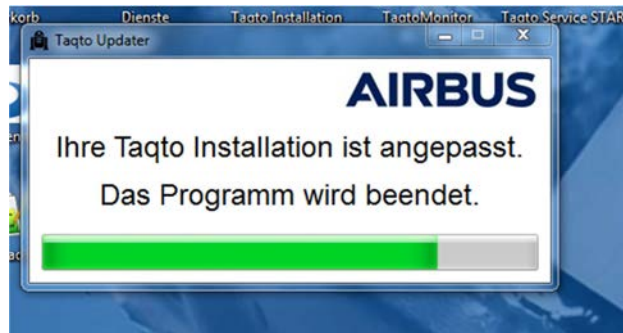 korb Dienste Taqto Installation TaqtoMonitor Taqto Service STAR
Taqto Updater
AIRBUS
Ihre Taqto Installation ist angepasst.
Das Programm wird beendet.